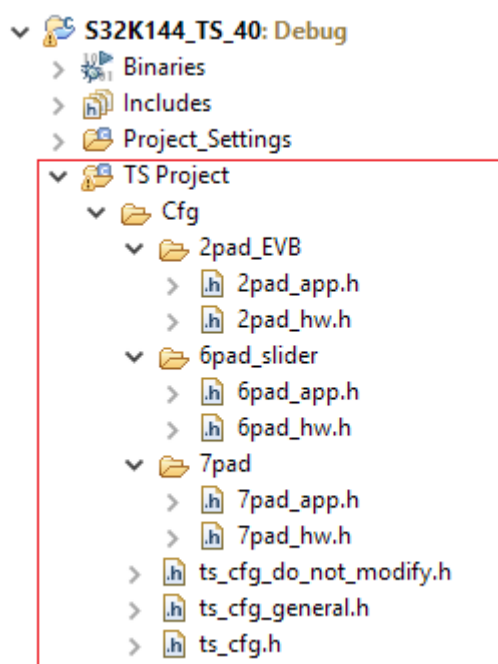 S32K144_TS_40: Debug
Binaries
Includes
Project_Settings
TS Project
Cfg
2pad_EVB
2pad_app.h
2pad_hw.h
6pad_slider
6pad_app.h
6pad_hw.h
7pad
7pad_app.h
7pad_hw.h
ts_cfg_do_not_modify.h
ts_cfg_general.h
ts_cfg.h